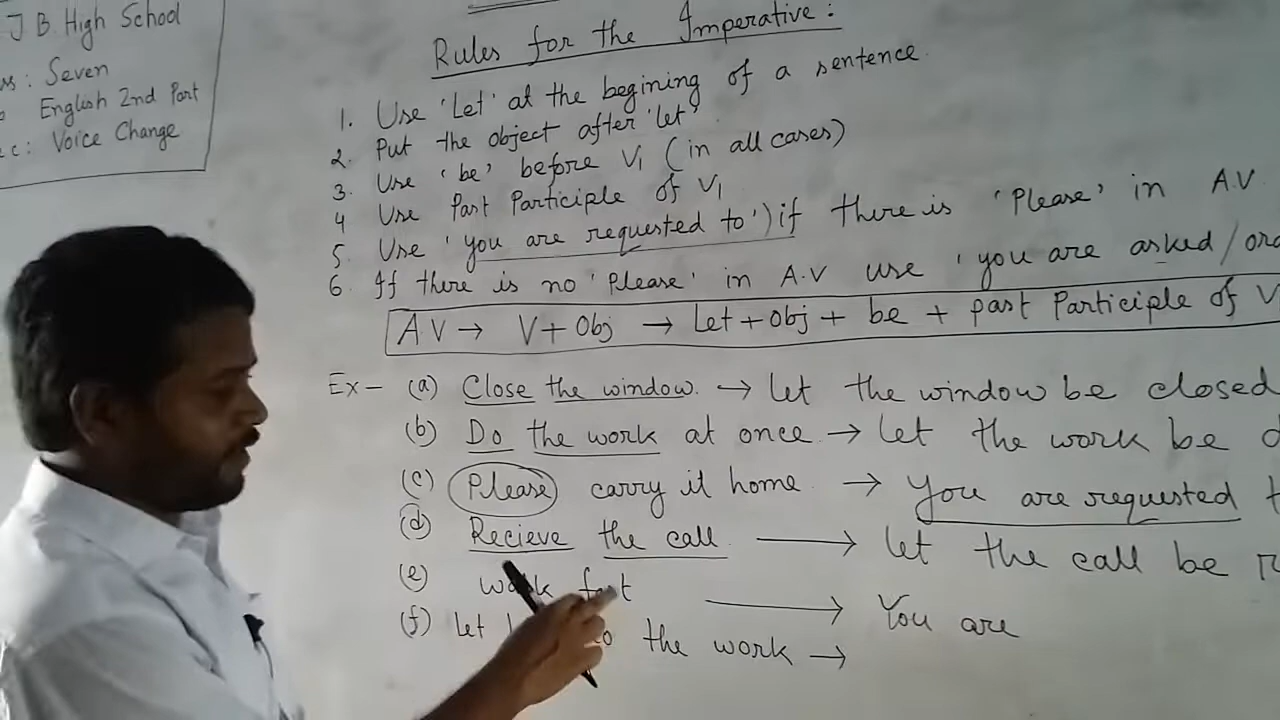 J B High School
Seven
English 2nd Part
Voice Change
Rules for the Imperative:
1. Use 'Let' at the begining of a sentence.
2. Put the object after 'let'.
3. Use 'be' before V1 (in all cases)
4 Use Past Participle of V1
5. Use 'you are requested to') if there is 'Please' in A.V
6. If there is no 'Please' in A.V use 'you are asked/
A.V → V+Obj → Let+Obj + be + past Participle of V
Ex- (a) Close the window. → let the window be closed
(b) Do the work at once. → let the work be
(c) Please carry it home → You are requested
(d) Recieve the call → let the call be
(e) → You are
(f) let the work →